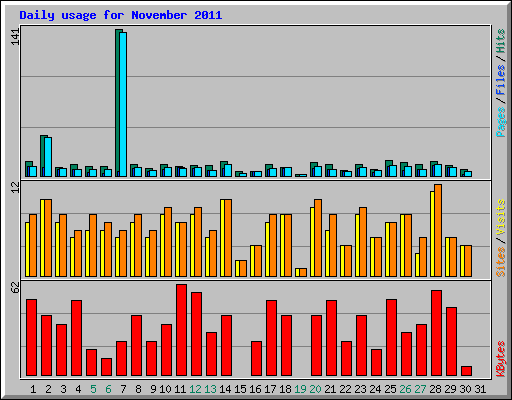 Daily usage for November 2011
141
Pages / Files / Hits
12
Sites / Visits
62
KBytes
1 2 3 4 5 6 7 8 9 10 11 12 13 14 15 16 17 18 19 20 21 22 23 24 25 26 27 28 29 30 31